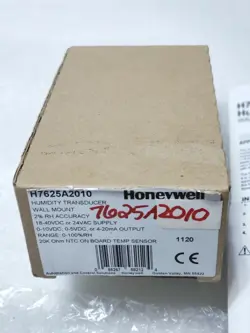 H7625A2010
Honeywell
HUMIDITY TRANSDUCER
WALL MOUNT
7625A2010
2% RH ACCURACY
18-40VDC or 24VAC SUPPLY
0-10VDC, 0-5VDC, or 4-20mA OUTPUT
RANGE: 0-100%RH
20K Ohm NTC ON BOARD TEMP SENSOR
1120
CE